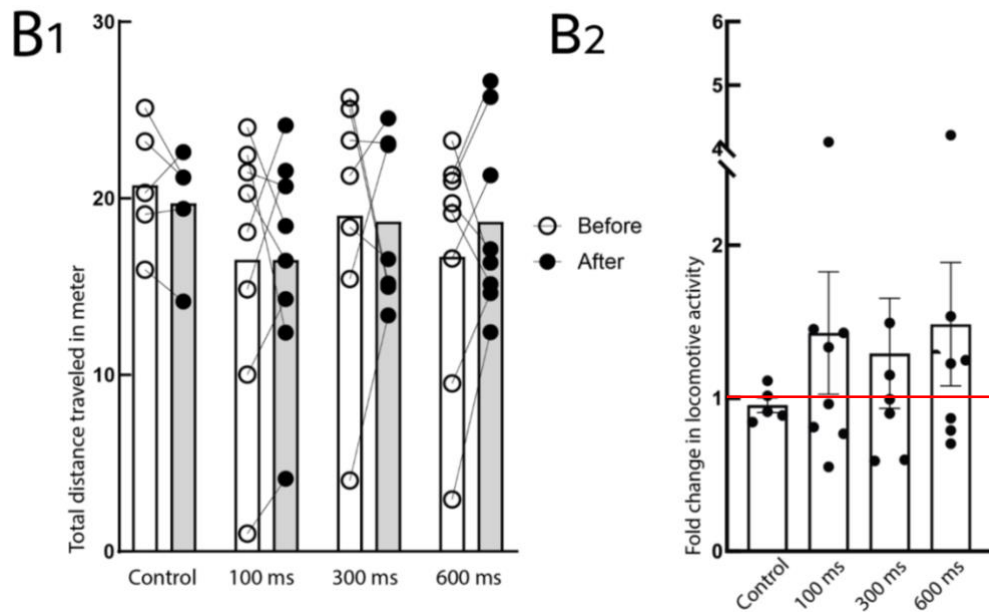 B1
30
20
10
0
Total distance traveled in meter
Control
100 ms
300 ms
600 ms
Before
After
B2
6
5
4
2
1
0
Fold change in locomotive activity
Control
100 ms
300 ms
600 ms